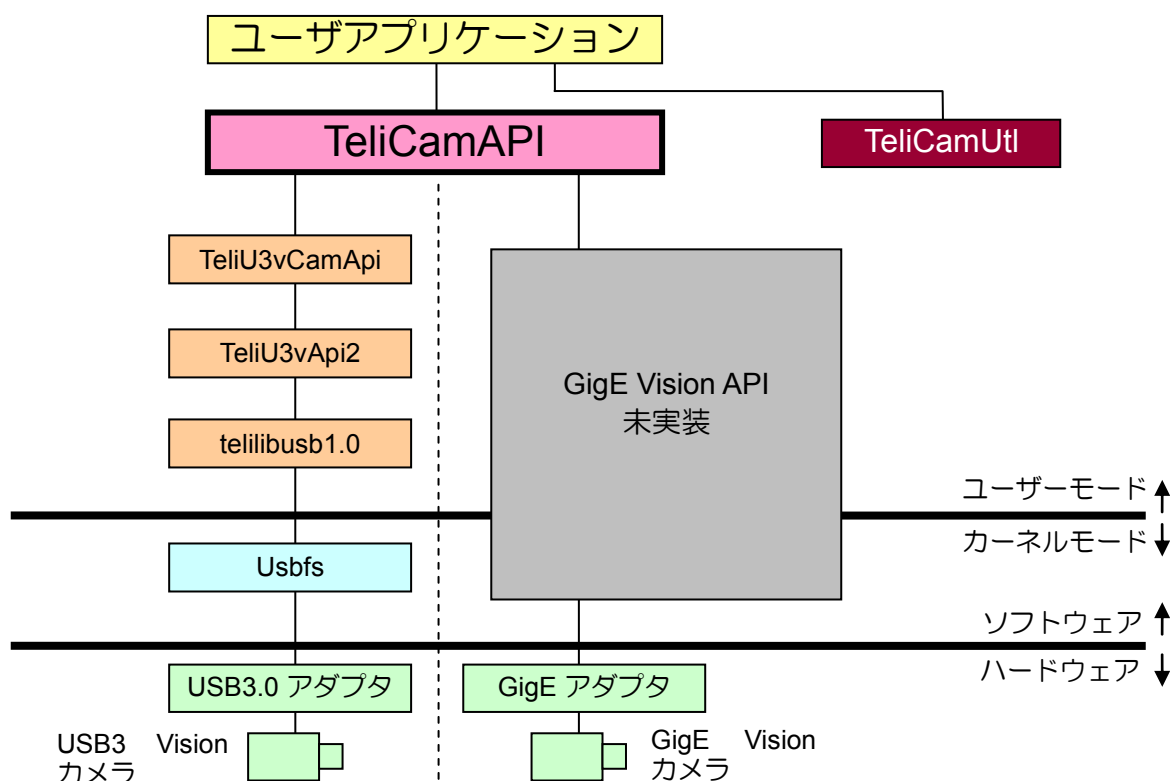 ユーザアプリケーション
TeliCamAPI
TeliCamUtl
TeliU3vCamApi
TeliU3vApi2
telilibusb1.0
GigE Vision API
未実装
ユーザーモード
カーネルモード
Usbfs
ソフトウェア
ハードウェア
USB3.0 アダプタ
GigE アダプタ
USB3 Vision
カメラ
GigE Vision
カメラ